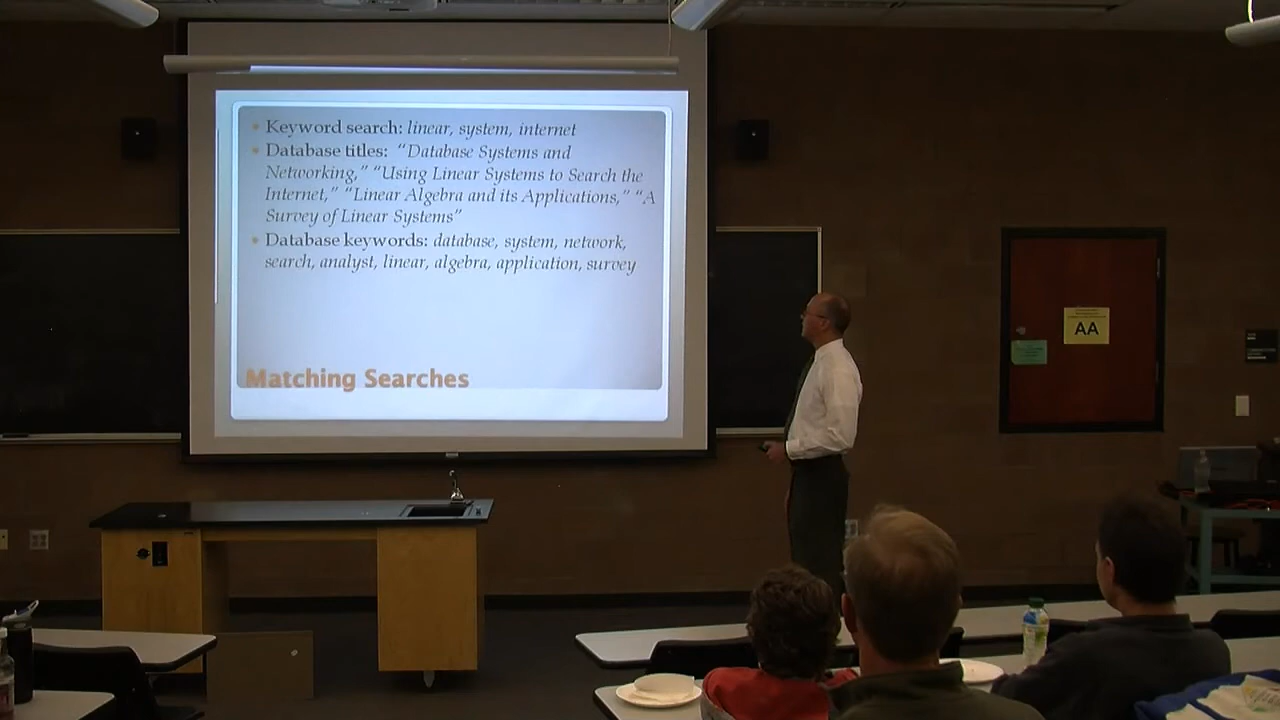 Keyword search: linear, system, internet
Database titles: “Database Systems and
Networking,” “Using Linear Systems to Search the
Internet,” “Linear Algebra and its Applications,” “A
Survey of Linear Systems”
Database keywords: database, system, network,
search, analyst, linear, algebra, application, survey
Matching Searches
AA